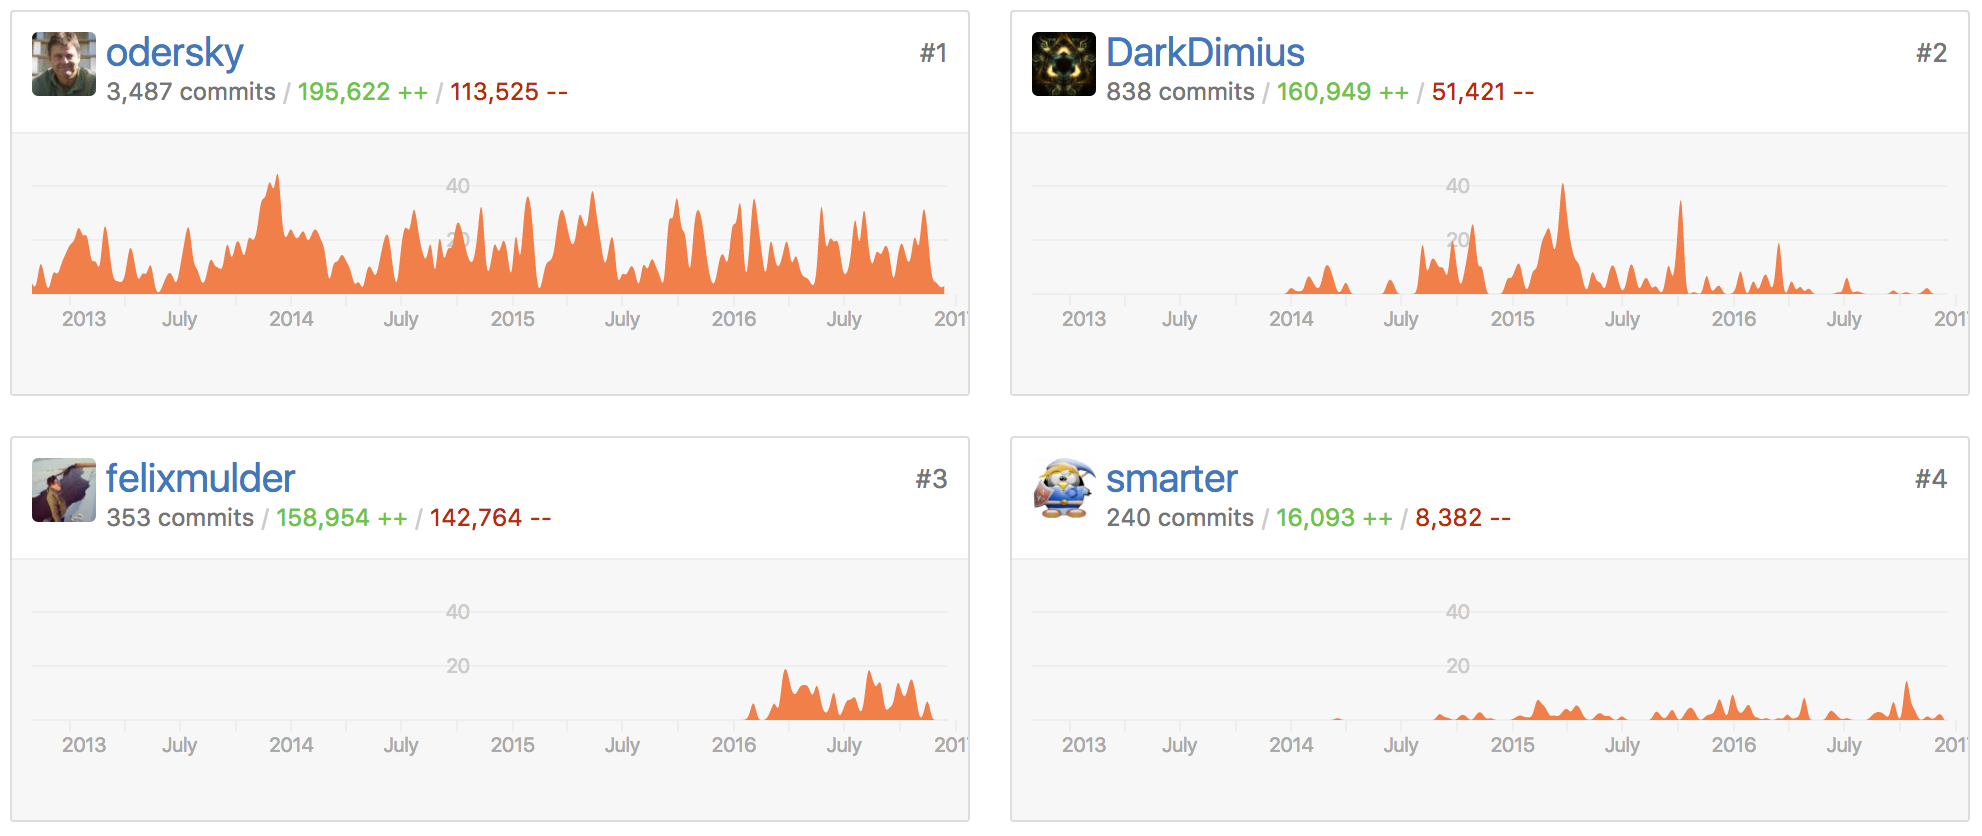 odersky
#1
3,487 commits / 195,622 ++ / 113,525 --
40
20
2013 July 2014 July 2015 July 2016 July 201
DarkDimius
#2
838 commits / 160,949 ++ / 51,421 --
40
20
2013 July 2014 July 2015 July 2016 July 201
felixmulder
#3
353 commits / 158,954 ++ / 142,764 --
40
20
2013 July 2014 July 2015 July 2016 July 201
smarter
#4
240 commits / 16,093 ++ / 8,382 --
40
20
2013 July 2014 July 2015 July 2016 July 201